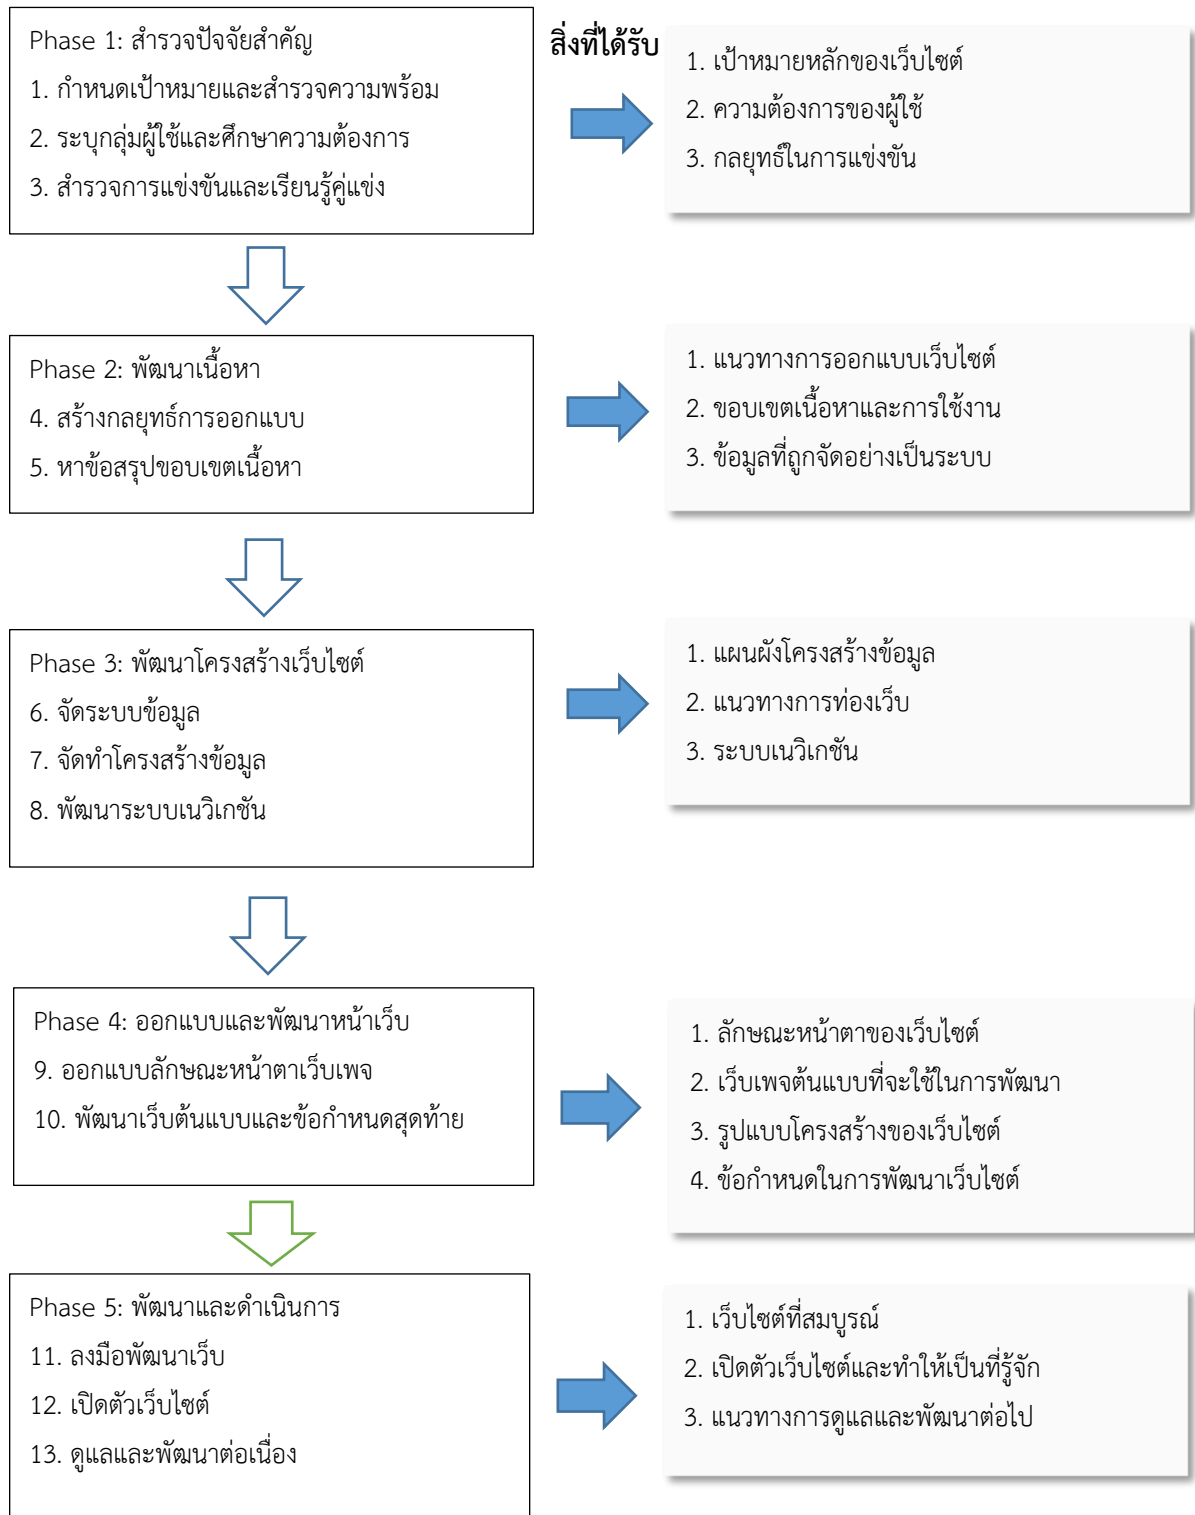 Phase 1: สำรวจปัจจัยสำคัญ
1. กำหนดเป้าหมายและสำรวจความพร้อม
2. ระบุกลุ่มผู้ใช้และศึกษาความต้องการ
3. สำรวจการแข่งขันและเรียนรู้คู่แข่ง
สิ่งที่ได้รับ
1. เป้าหมายหลักของเว็บไซต์
2. ความต้องการของผู้ใช้
3. กลยุทธ์ในการแข่งขัน
Phase 2: พัฒนาเนื้อหา
4. สร้างกลยุทธ์การออกแบบ
5. หาข้อสรุปขอบเขตเนื้อหา
1. แนวทางการออกแบบเว็บไซต์
2. ขอบเขตเนื้อหาและการใช้งาน
3. ข้อมูลที่ถูกจัดอย่างเป็นระบบ
Phase 3: พัฒนาโครงสร้างเว็บไซต์
6. จัดระบบข้อมูล
7. จัดทำโครงสร้างข้อมูล
8. พัฒนาระบบเนวิเกชัน
1. แผนผังโครงสร้างข้อมูล
2. แนวทางการท่องเว็บ
3. ระบบเนวิเกชัน
Phase 4: ออกแบบและพัฒนาหน้าเว็บ
9. ออกแบบลักษณะหน้าตาเว็บเพจ
10. พัฒนาเว็บต้นแบบและข้อกำหนดสุดท้าย
1. ลักษณะหน้าตาของเว็บไซต์
2. เว็บเพจต้นแบบที่จะใช้ในการพัฒนา
3. รูปแบบโครงสร้างของเว็บไซต์
4. ข้อกำหนดในการพัฒนาเว็บไซต์
Phase 5: พัฒนาและดำเนินการ
11. ลงมือพัฒนาเว็บ
12. เปิดตัวเว็บไซต์
13. ดูแลและพัฒนาต่อเนื่อง
1. เว็บไซต์ที่สมบูรณ์
2. เปิดตัวเว็บไซต์และทำให้เป็นที่รู้จัก
3. แนวทางการดูแลและพัฒนาต่อไป